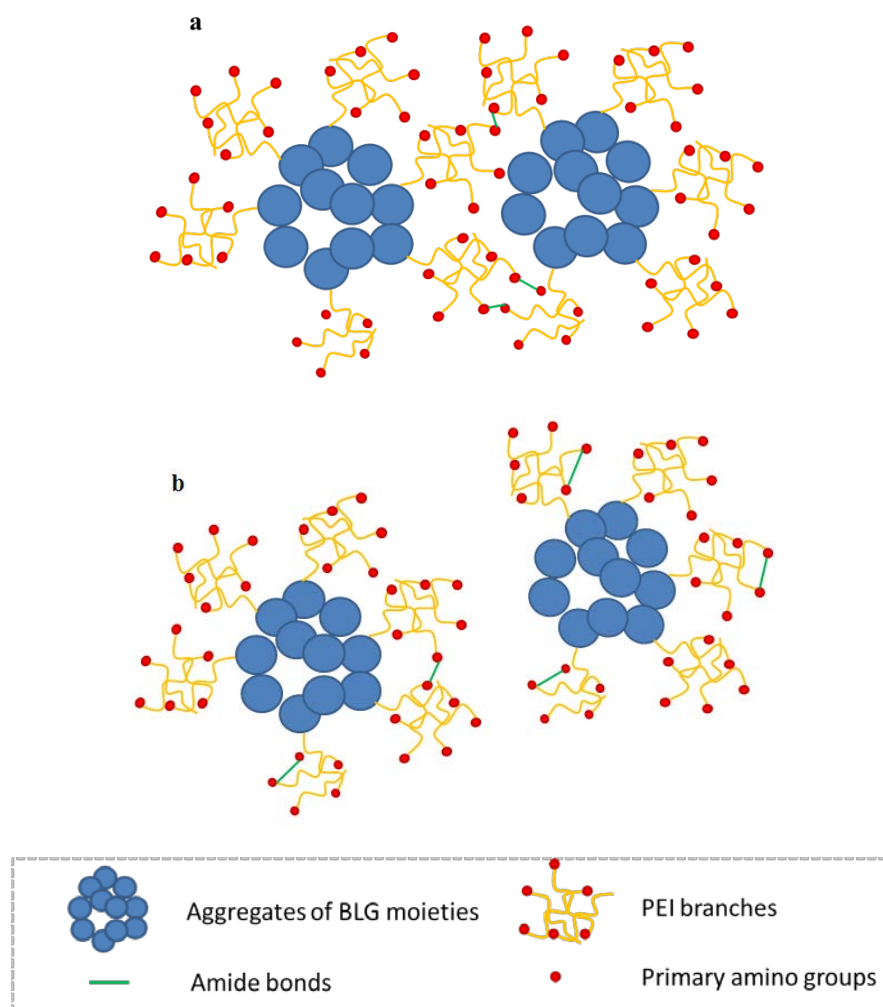 a
b
Aggregates of BLG moieties
PEI branches
Amide bonds
Primary amino groups